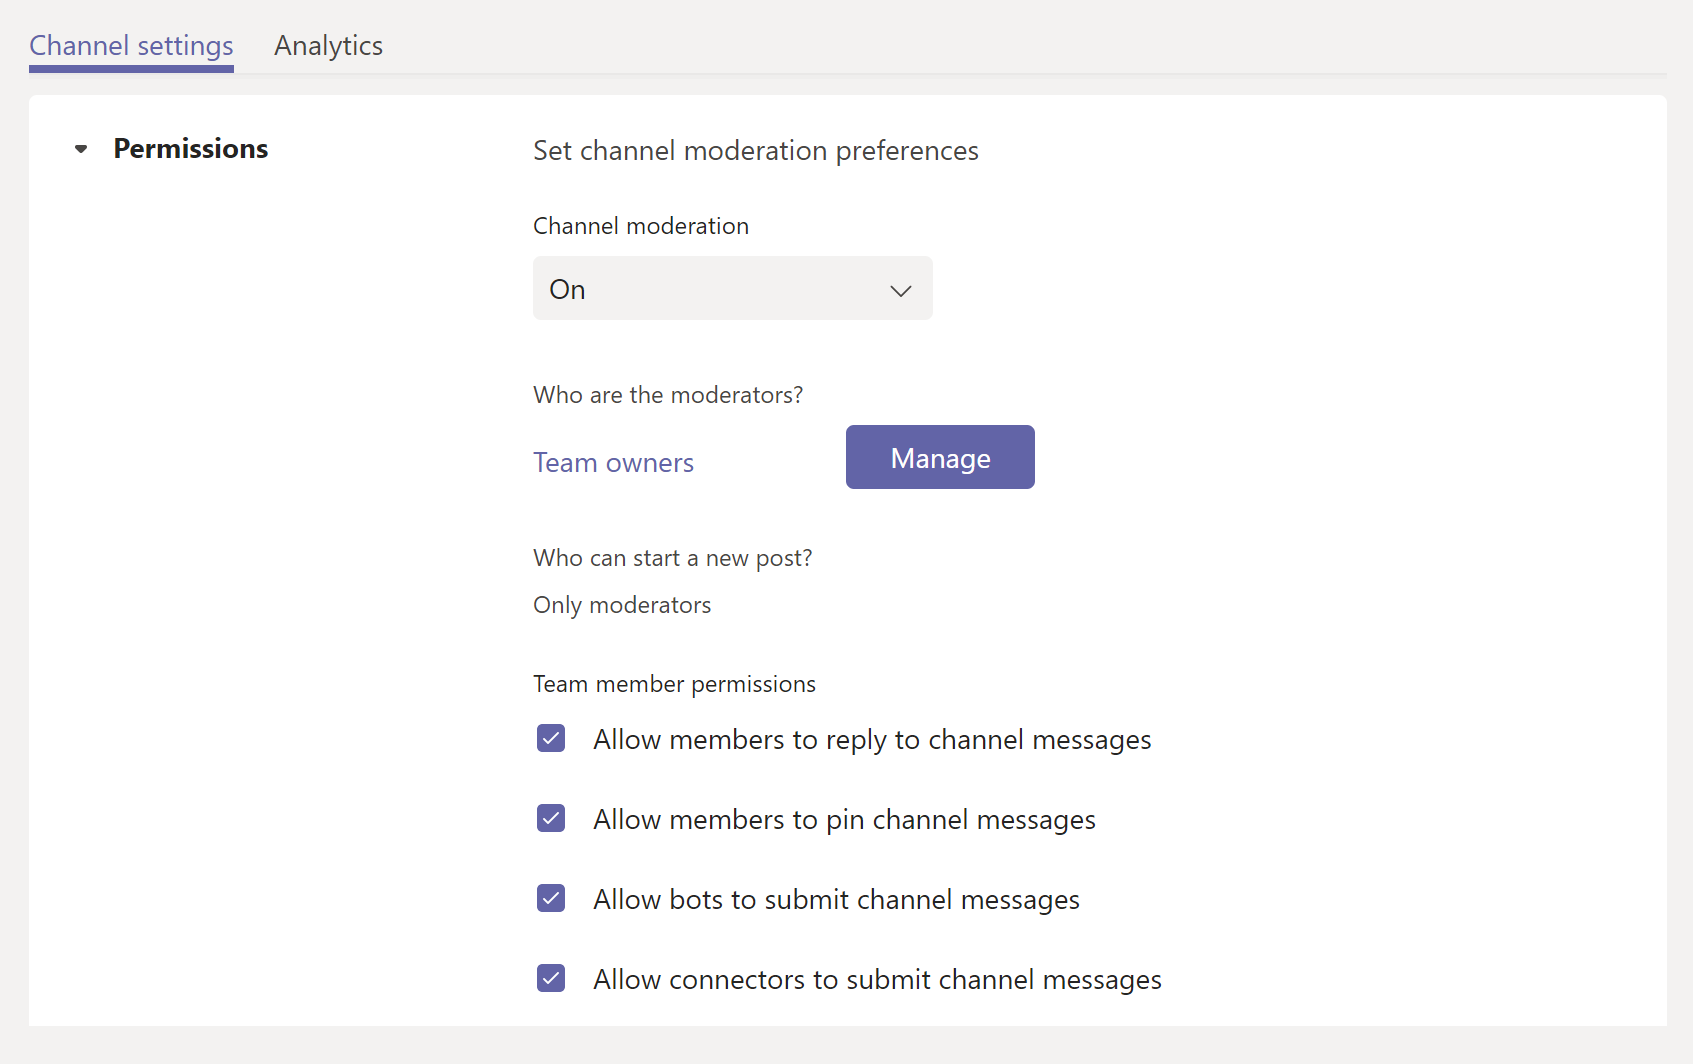 Channel settings
Analytics
Permissions
Set channel moderation preferences
Channel moderation
On
Who are the moderators?
Team owners
Manage
Who can start a new post?
Only moderators
Team member permissions
Allow members to reply to channel messages
Allow members to pin channel messages
Allow bots to submit channel messages
Allow connectors to submit channel messages